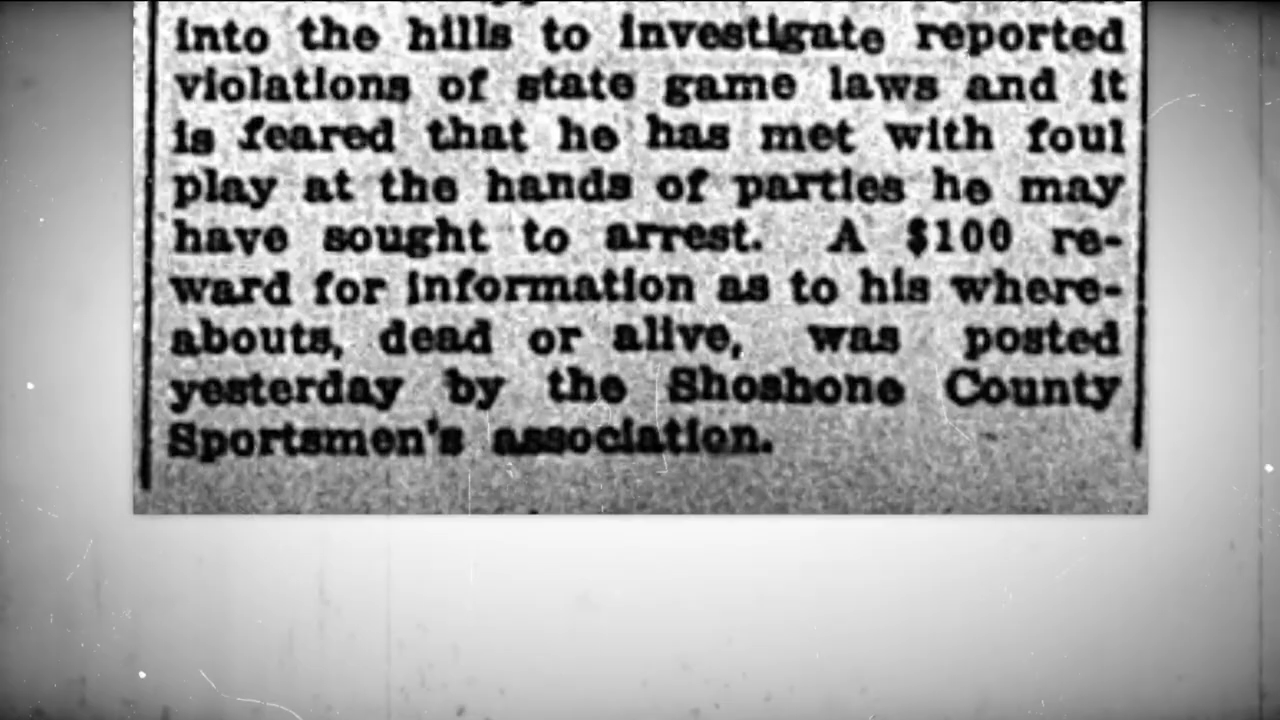 into the hills to investigate reported
violations of state game laws and it
is feared that he has met with foul
play at the hands of parties he may
have sought to arrest. A $100 re-
ward for information as to his where-
abouts, dead or alive, was posted
yesterday by the Shoshone County
Sportsmen's association.